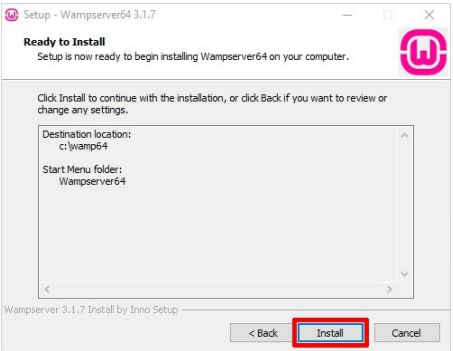 Setup - Wampserver64 3.1.7
Ready to Install
Setup is now ready to begin installing Wampserver64 on your computer.
Click Install to continue with the installation, or click Back if you want to review or
change any settings.
Destination location:
c:\wamp64
Start Menu folder:
Wampserver64
Wampserver 3.1.7 Install by Inno Setup
< Back Install Cancel